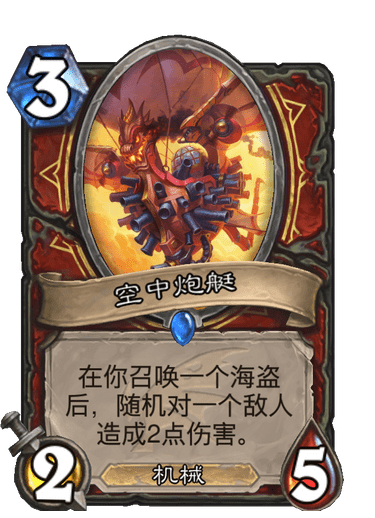 3
空中炮艇
在你召唤一个海盗
后，随机对一个敌人
造成2点伤害。
2
机械
5